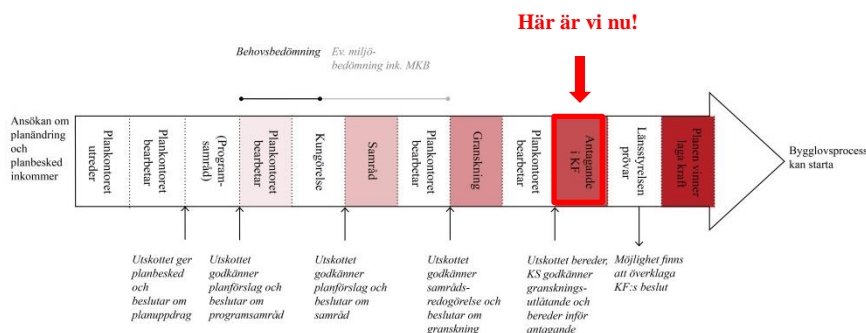 Här är vi nu!
Behovsbedömning
Ev. miljö-
bedömning ink. MKB
Ansökan om
planändring
och
planbesked
inkommer
Plankontoret
utreder
Plankontoret
bearbetar
(Program-
samråd)
Plankontoret
bearbetar
Kungörelse
Samråd
Plankontoret
bearbetar
Granskning
Plankontoret
bearbetar
Antagande
i KF
Länsstyrelsen
prövar
Planen vinner
laga kraft
Bygglovsprocess
kan starta
Utskottet ger
planbesked
och
beslutar om
planuppdrag
Utskottet
godkänner
planförslag och
beslutar om
programsamråd
Utskottet
godkänner
planförslag och
beslutar om
samråd
Utskottet
godkänner
samråds-
redogörelse och
beslutar om
granskning
Utskottet bereder,
KS godkänner
gransknings-
utlåtande och
bereder inför
antagande
Möjlighet finns
att överklaga
KF:s beslut